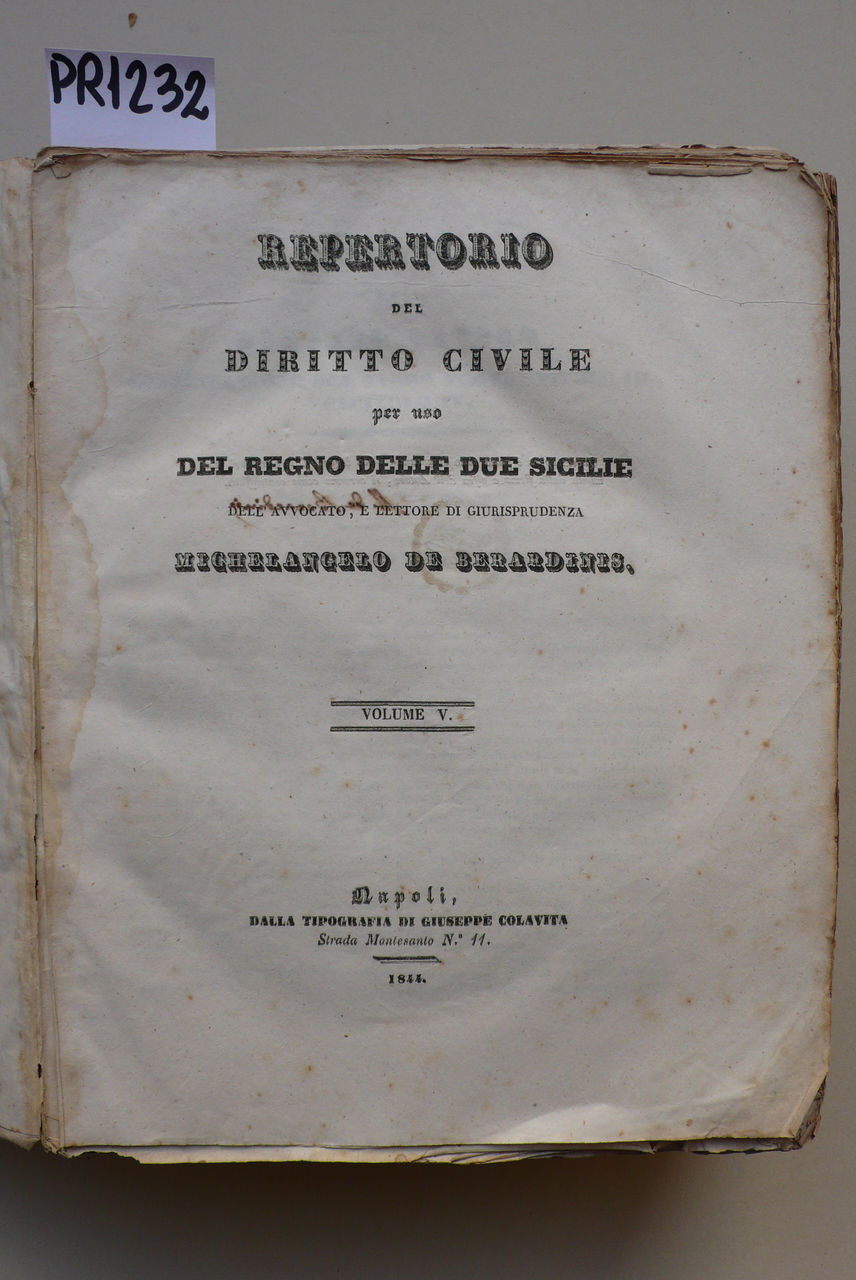 PR1232
REPERTORIO
DEL
DIRITTO CIVILE
per uso
DEL REGNO DELLE DUE SICILIE
DELL'AVVOCATO, E LETTORE DI GIURISPRUDENZA
MICHELANGELO DE BERARDINIS.
VOLUME V.
Napoli,
DALLA TIPOGRAFIA DI GIUSEPPE COLAVITA
Strada Montesanto N.º 11.
1844.